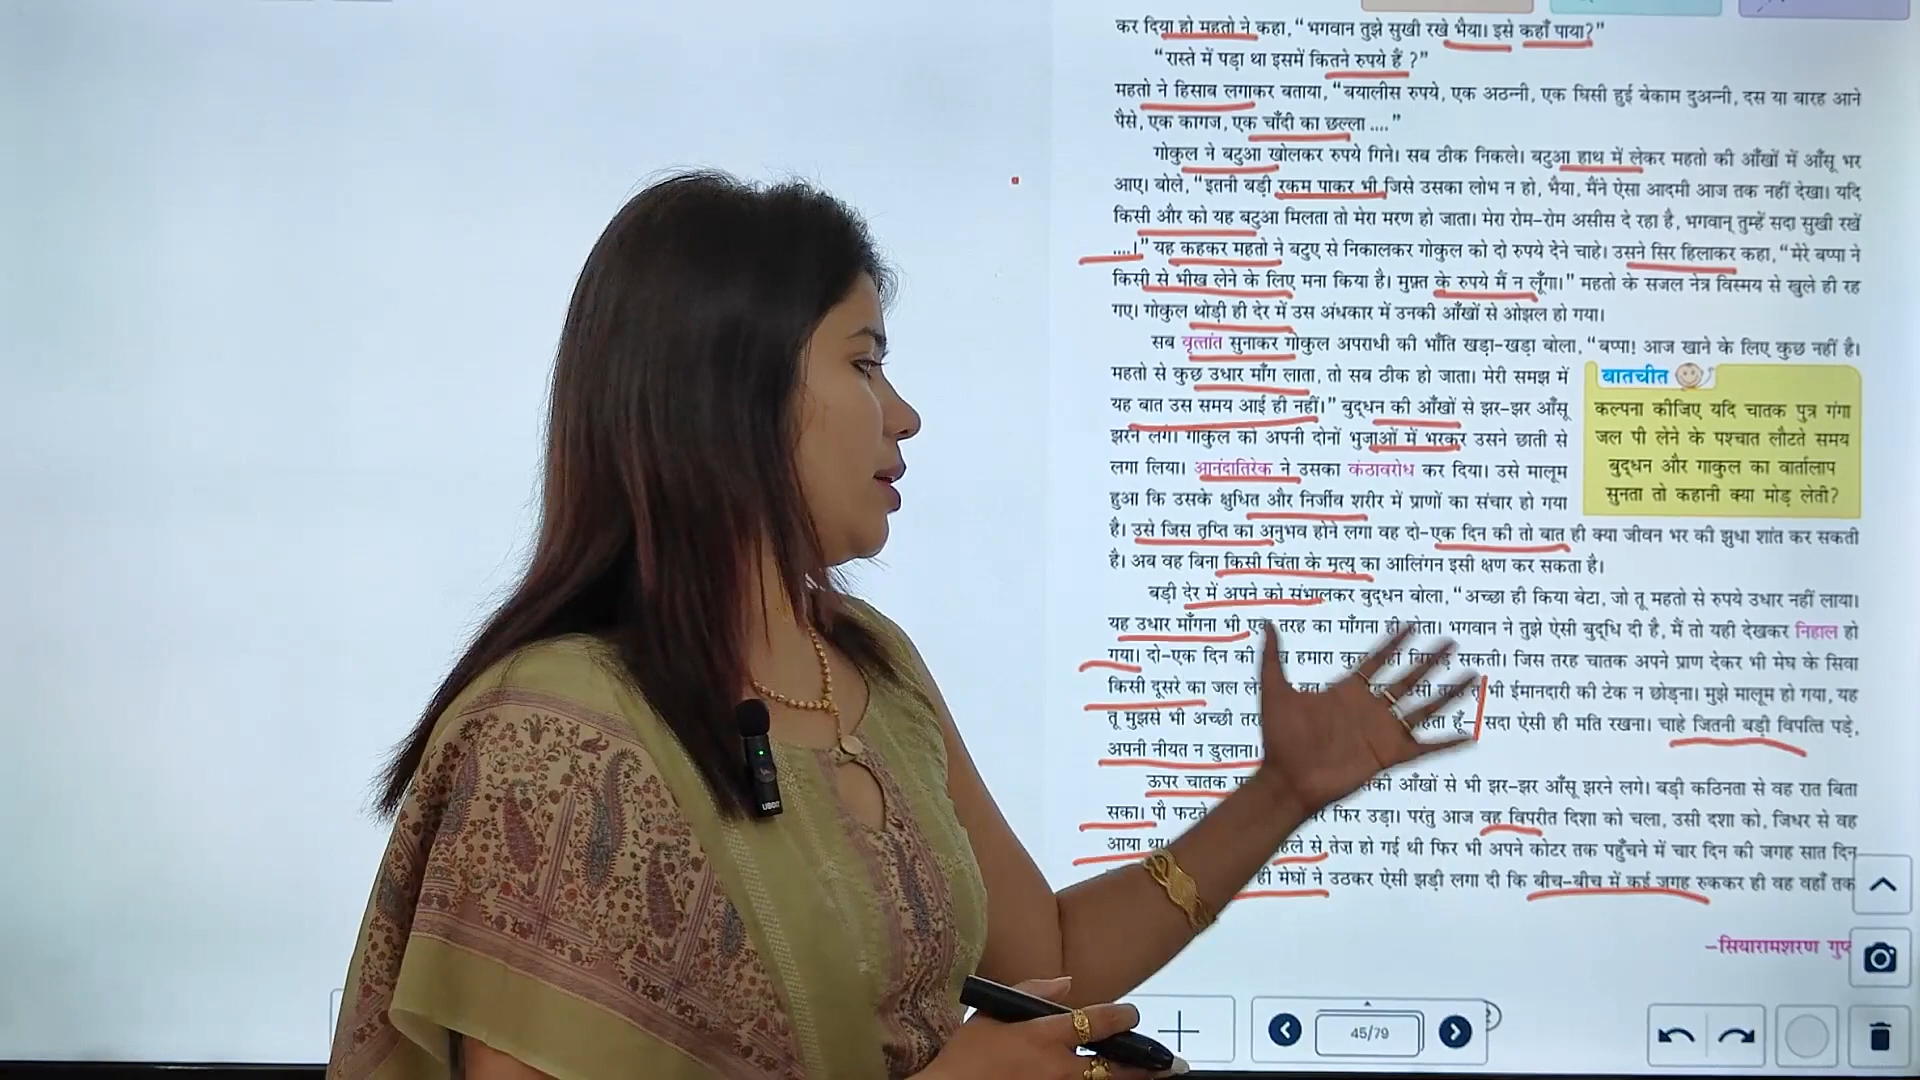 कर दिया हो महतो ने कहा, “भगवान तुझे सुखी रखे भैया। इसे कहाँ पाया?”
“रास्ते में पड़ा था इसमें कितने रुपये हैं ?”
महतो ने हिसाब लगाकर बताया, “बयालीस रुपये, एक अठन्नी, एक घिसी हुई बेकाम दुअन्नी, दस या बारह आने
पैसे, एक कागज, एक चाँदी का छल्ला ....”
गोकुल ने बटुआ खोलकर रुपये गिने। सब ठीक निकले। बटुआ हाथ में लेकर महतो की आँखों में आँसू भर
आए। बोले, “इतनी बड़ी रकम पाकर भी जिसे उसका लोभ न हो, भैया, मैंने ऐसा आदमी आज तक नहीं देखा। यदि
किसी और को यह बटुआ मिलता तो मेरा मरण हो जाता। मेरा रोम-रोम असीस दे रहा है, भगवान् तुम्हें सदा सुखी रखें
....।” यह कहकर महतो ने बटुए से निकालकर गोकुल को दो रुपये देने चाहे। उसने सिर हिलाकर कहा, “मेरे बप्पा ने
किसी से भीख लेने के लिए मना किया है। मुफ़्त के रुपये मैं न लूँगा।” महतो के सजल नेत्र विस्मय से खुले ही रह
गए। गोकुल थोड़ी ही देर में उस अंधकार में उनकी आँखों से ओझल हो गया।
सब वृत्तांत सुनाकर गोकुल अपराधी की भाँति खड़ा-खड़ा बोला, “बप्पा! आज खाने के लिए कुछ नहीं है।
महतो से कुछ उधार माँग लाता, तो सब ठीक हो जाता। मेरी समझ में
यह बात उस समय आई ही नहीं।” बुद्धन की आँखों से झर-झर आँसू
झरने लगे। गोकुल को अपनी दोनों भुजाओं में भरकर उसने छाती से
लगा लिया। आनंदातिरेक ने उसका कंठावरोध कर दिया। उसे मालूम
हुआ कि उसके क्षुधित और निर्जीव शरीर में प्राणों का संचार हो गया
है। उसे जिस तृप्ति का अनुभव होने लगा वह दो-एक दिन की तो बात ही क्या जीवन भर की झुधा शांत कर सकती
है। अब वह बिना किसी चिंता के मृत्यु का आलिंगन इसी क्षण कर सकता है।
बातचीत
कल्पना कीजिए यदि चातक पुत्र गंगा
जल पी लेने के पश्चात लौटते समय
बुद्धन और गाकुल का वार्तालाप
सुनता तो कहानी क्या मोड़ लेती?
बड़ी देर में अपने को संभालकर बुद्धन बोला, “अच्छा ही किया बेटा, जो तू महतो से रुपये उधार नहीं लाया।
यह उधार माँगना भी एक तरह का माँगना ही होता। भगवान ने तुझे ऐसी बुद्धि दी है, मैं तो यही देखकर निहाल हो
गया। दो-एक दिन की हमारा सकती। जिस तरह चातक अपने प्राण देकर भी मेघ के सिवा
किसी दूसरे का जल भी ईमानदारी की टेक न छोड़ना। मुझे मालूम हो गया, यह
तू मुझसे भी अच्छी हूँ- सदा ऐसी ही मति रखना। चाहे जितनी बड़ी विपत्ति पड़े,
अपनी नीयत न डुलाना।
ऊपर चातक आँखों से भी झर-झर आँसू झरने लगे। बड़ी कठिनता से वह रात बिता
सका। पौ फटते फिर उड़ा। परंतु आज वह विपरीत दिशा को चला, उसी दशा को, जिधर से वह
आया था। से तेज़ हो गई थी फिर भी अपने कोटर तक पहुँचने में चार दिन की जगह सात दिन
ही मेघों ने उठकर ऐसी झड़ी लगा दी कि बीच-बीच में कई जगह रुककर ही वह वहाँ तक
-सियारामशरण
45/79